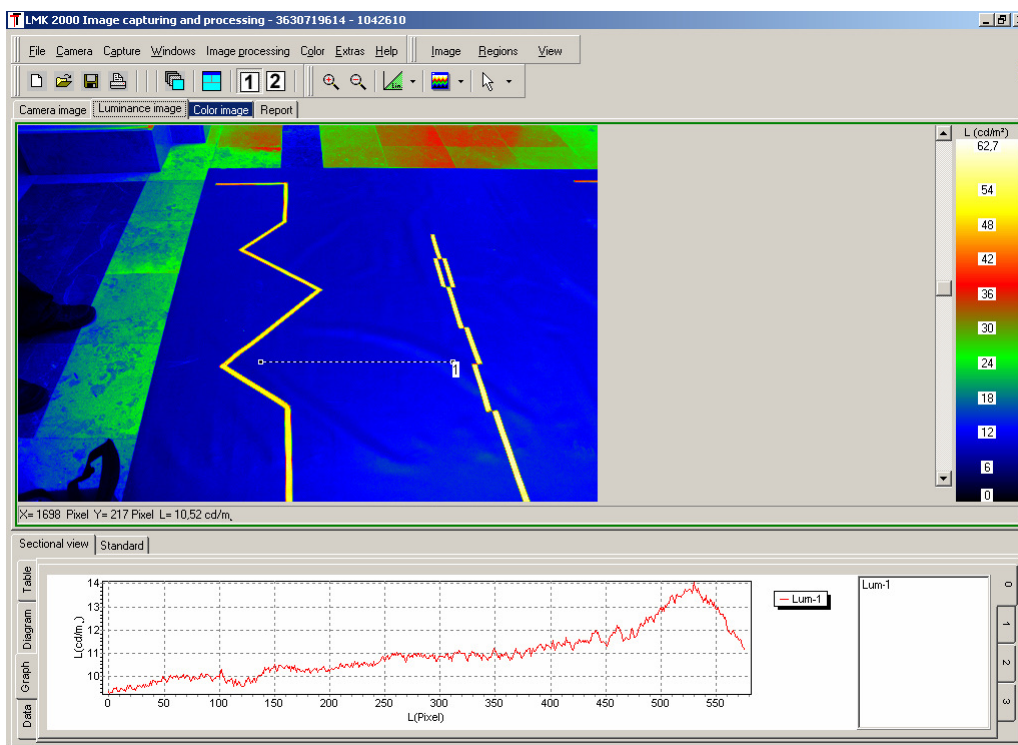 LMK 2000 Image capturing and processing - 3630719614 - 1042610
File Camera Capture Windows Image processing Color Extras Help Image Regions View
1 2
Camera image Luminance image Color image Report
L (cd/m²)
62,7
54
48
42
36
30
24
18
12
6
0
1
X= 1698 Pixel Y= 217 Pixel L= 10,52 cd/m,
Sectional view Standard
Table
Diagram
Graph
Data
L(cd/m,)
14
13
12
11
10
0 50 100 150 200 250 300 350 400 450 500 550
L(Pixel)
Lum-1
Lum-1
0
1
2
3